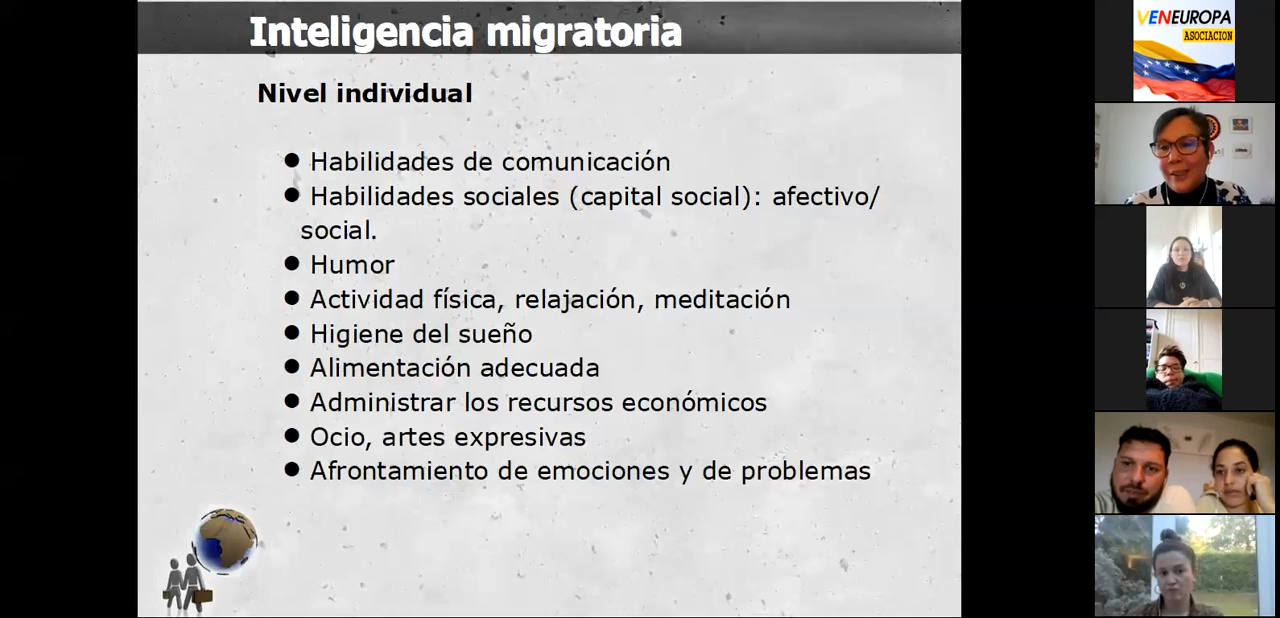 Inteligencia migratoria
Nivel individual
● Habilidades de comunicación
● Habilidades sociales (capital social): afectivo/
social.
● Humor
● Actividad física, relajación, meditación
● Higiene del sueño
● Alimentación adecuada
● Administrar los recursos económicos
● Ocio, artes expresivas
● Afrontamiento de emociones y de problemas
VENEUROPA
ASOCIACION